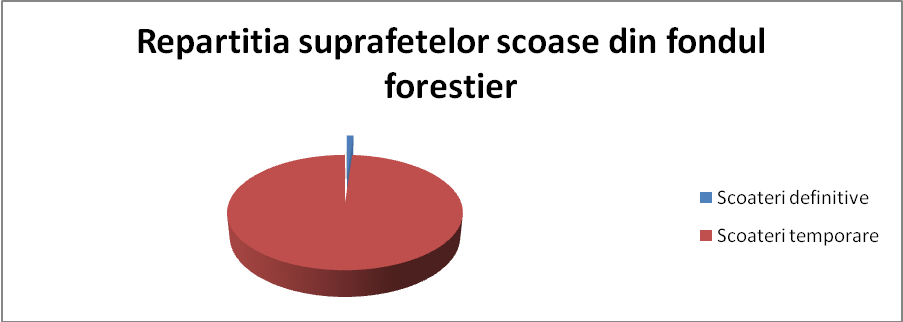 Repartitia suprafetelor scoase din fondul
forestier
Scoateri definitive
Scoateri temporare